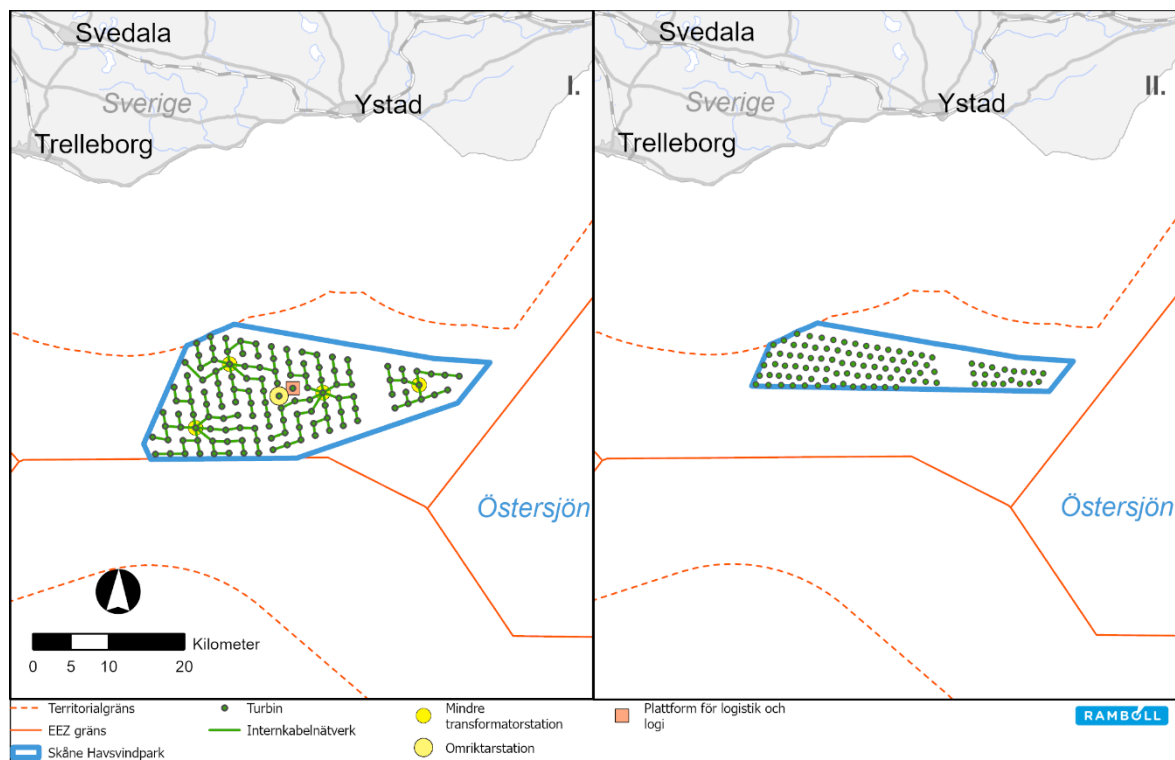 Svedala
I.
Sverige
Ystad
Trelleborg
Östersjön
Kilometer
0 5 10 20
Svedala
II.
Sverige
Ystad
Trelleborg
Östersjön
Territorialgräns
EEZ gräns
Skåne Havsvindpark
Turbin
Internkabelnätverk
Mindre
transformatorstation
Omriktarstation
Plattform för logistik och
logi
RAMBOLL